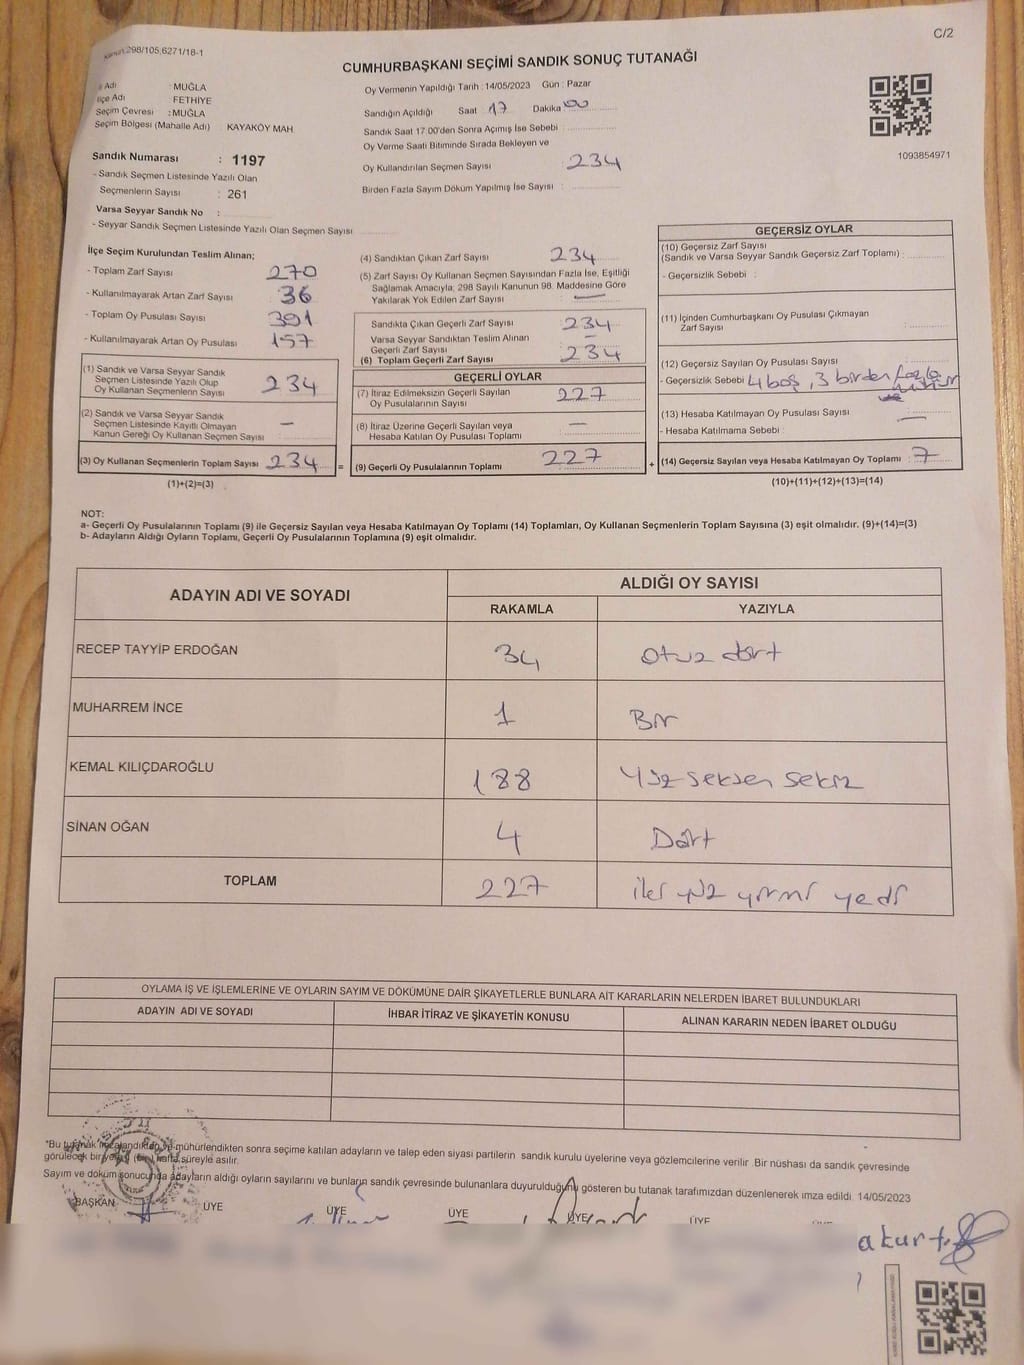 Kanun 298/105,6271/18-1
C/2
CUMHURBAŞKANI SEÇİMİ SANDIK SONUÇ TUTANAĞI
İl Adı : MUĞLA
İlçe Adı : FETHİYE
Seçim Çevresi : MUĞLA
Seçim Bölgesi (Mahalle Adı) KAYAKÖY MAH
Sandık Numarası : 1197
- Sandık Seçmen Listesinde Yazılı Olan
Seçmenlerin Sayısı : 261
Varsa Seyyar Sandık No :
- Seyyar Sandık Seçmen Listesinde Yazılı Olan Seçmen Sayısı
Oy Vermenin Yapıldığı Tarih : 14/05/2023 Gün : Pazar
Sandığın Açıldığı Saat 17 Dakika 00
Sandık Saat 17.00'den Sonra Açımış İse Sebebi :
Oy Verme Saati Bitiminde Sırada Bekleyen ve
Oy Kullandırılan Seçmen Sayısı : 234
Birden Fazla Sayım Döküm Yapılmış İse Sayısı :
1093854971
İlçe Seçim Kurulundan Teslim Alınan;
- Toplam Zarf Sayısı : 270
- Kullanılmayarak Artan Zarf Sayısı : 36
- Toplam Oy Pusulası Sayısı : 391
- Kullanılmayarak Artan Oy Pusulası : 157
(1) Sandık ve Varsa Seyyar Sandık
Seçmen Listesinde Yazılı Olup
Oy Kullanan Seçmenlerin Sayısı : 234
(2) Sandık ve Varsa Seyyar Sandık
Seçmen Listesinde Kayıtlı Olmayan
Kanun Gereği Oy Kullanan Seçmen Sayısı : —
(3) Oy Kullanan Seçmenlerin Toplam Sayısı : 234
(1)+(2)=(3)
(4) Sandıktan Çıkan Zarf Sayısı : 234
(5) Zarf Sayısı Oy Kullanan Seçmen Sayısından Fazla İse, Eşitliği
Sağlamak Amacıyla, 298 Sayılı Kanunun 98. Maddesine Göre
Yakılarak Yok Edilen Zarf Sayısı : —
Sandıkta Çıkan Geçerli Zarf Sayısı : 234
Varsa Seyyar Sandıktan Teslim Alınan
Geçerli Zarf Sayısı : —
(6) Toplam Geçerli Zarf Sayısı : 234
GEÇERLİ OYLAR
(7) İtiraz Edilmeksizin Geçerli Sayılan
Oy Pusulalarının Sayısı : 227
(8) İtiraz Üzerine Geçerli Sayılan veya
Hesaba Katılan Oy Pusulası Toplamı : —
= (9) Geçerli Oy Pusulalarının Toplamı : 227
GEÇERSİZ OYLAR
(10) Geçersiz Zarf Sayısı
(Sandık ve Varsa Seyyar Sandık Geçersiz Zarf Toplamı) :
- Geçersizlik Sebebi :
(11) İçinden Cumhurbaşkanı Oy Pusulası Çıkmayan
Zarf Sayısı :
(12) Geçersiz Sayılan Oy Pusulası Sayısı :
- Geçersizlik Sebebi : 4 boş, 3 birden fazla
(13) Hesaba Katılmayan Oy Pusulası Sayısı : —
- Hesaba Katılmama Sebebi :
+ (14) Geçersiz Sayılan veya Hesaba Katılmayan Oy Toplamı : 7
(10)+(11)+(12)+(13)=(14)
NOT:
a- Geçerli Oy Pusulalarının Toplamı (9) ile Geçersiz Sayılan veya Hesaba Katılmayan Oy Toplamı (14) Toplamları, Oy Kullanan Seçmenlerin Toplam Sayısına (3) eşit olmalıdır. (9)+(14)=(3)
b- Adayların Aldığı Oyların Toplamı, Geçerli Oy Pusulalarının Toplamına (9) eşit olmalıdır.
ADAYIN ADI VE SOYADI ALDIĞI OY SAYISI
RAKAMLA YAZIYLA
RECEP TAYYİP ERDOĞAN 34 Otuz dört
MUHARREM İNCE 1 Bir
KEMAL KILIÇDAROĞLU 188 Yüz seksen sekiz
SİNAN OĞAN 4 Dört
TOPLAM 227 iki yüz yirmi yedi
OYLAMA İŞ VE İŞLEMLERİNE VE OYLARIN SAYIM VE DÖKÜMÜNE DAİR ŞİKAYETLERLE BUNLARA AİT KARARLARIN NELERDEN İBARET BULUNDUKLARI
ADAYIN ADI VE SOYADI İHBAR İTİRAZ VE ŞİKAYETİN KONUSU ALINAN KARARIN NEDEN İBARET OLDUĞU
"Bu tutanak imzalandıktan ve mühürlendikten sonra seçime katılan adayların ve talep eden siyasi partilerin sandık kurulu üyelerine veya gözlemcilerine verilir. Bir nüshası da sandık çevresinde
görülecek bir yere (bir) hafta süreyle asılır.
Sayım ve döküm sonucunda adayların aldığı oyların sayılarını ve bunların sandık çevresinde bulunanlara duyurulduğunu gösteren bu tutanak tarafımızdan düzenlenerek imza edildi. 14/05/2023
BAŞKAN ÜYE ÜYE ÜYE ÜYE ÜYE
akurt